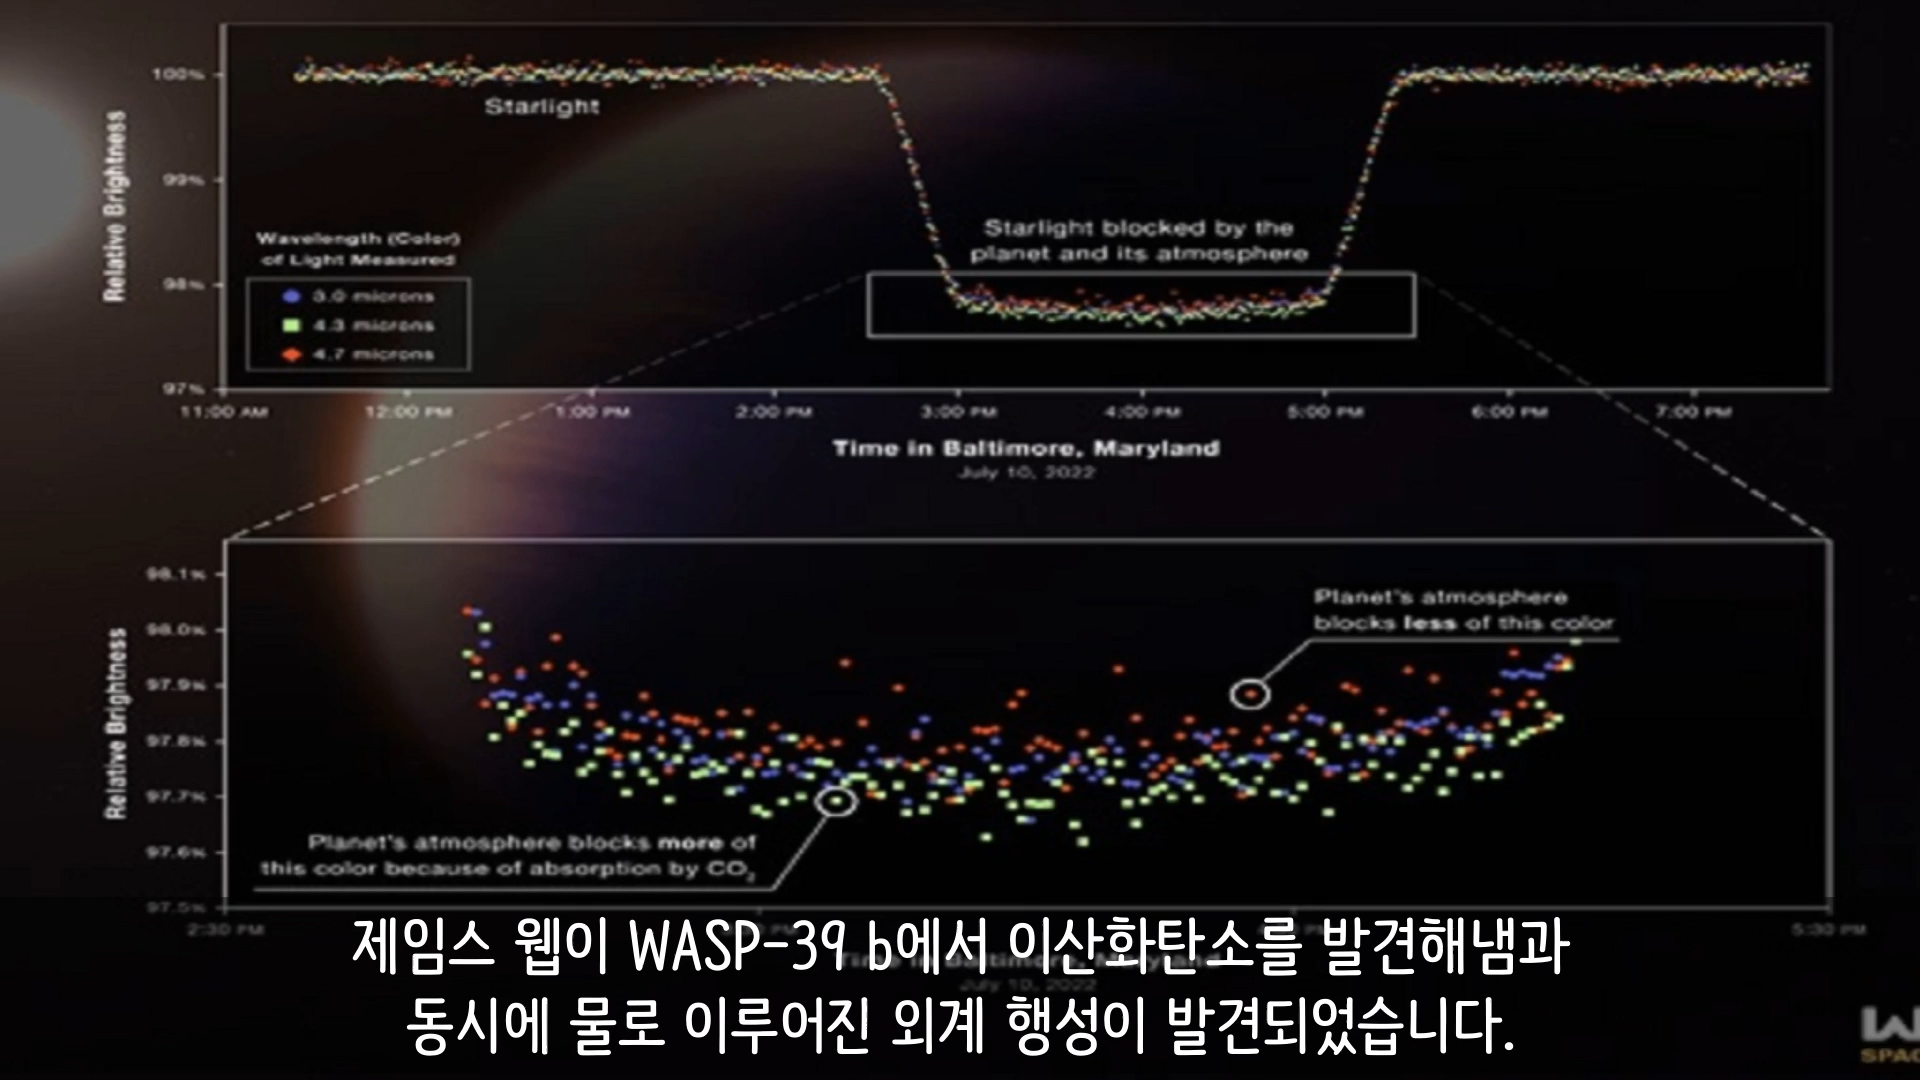 100%
Starlight
99%
Relative Brightness
Starlight blocked by the
planet and its atmosphere
Wavelength (Color)
of Light Measured
98%
3.0 microns
4.3 microns
4.7 microns
97%
11:00 AM
12:00 PM
1:00 PM
2:00 PM
3:00 PM
4:00 PM
5:00 PM
6:00 PM
7:00 PM
Time in Baltimore, Maryland
July 10, 2022
98.1%
98.0%
97.9%
97.8%
97.7%
97.6%
97.5%
Relative Brightness
Planet's atmosphere
blocks less of this color
Planet's atmosphere blocks more of
this color because of absorption by CO₂
2:30 PM
5:30 PM
제임스 웹이 WASP-39 b에서 이산화탄소를 발견해냄과
동시에 물로 이루어진 외계 행성이 발견되었습니다.
July 10, 2022